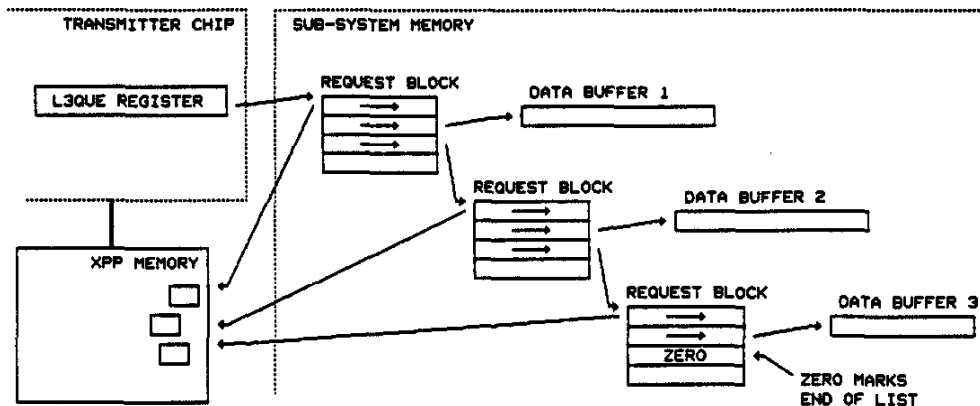 TRANSMITTER CHIP
SUB-SYSTEM MEMORY
REQUEST BLOCK
L3QUE REGISTER
DATA BUFFER 1
REQUEST BLOCK
DATA BUFFER 2
XPP MEMORY
REQUEST BLOCK
DATA BUFFER 3
ZERO
ZERO MARKS
END OF LIST